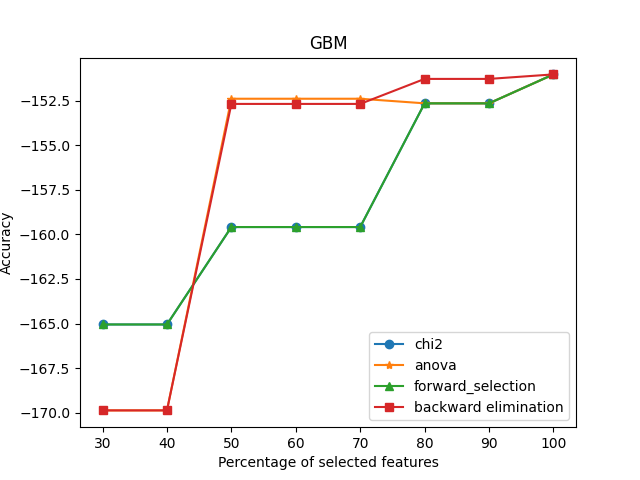 GBM
Accuracy
−152.5
−155.0
−157.5
−160.0
−162.5
−165.0
−167.5
−170.0
chi2
anova
forward_selection
backward elimination
30 40 50 60 70 80 90 100
Percentage of selected features